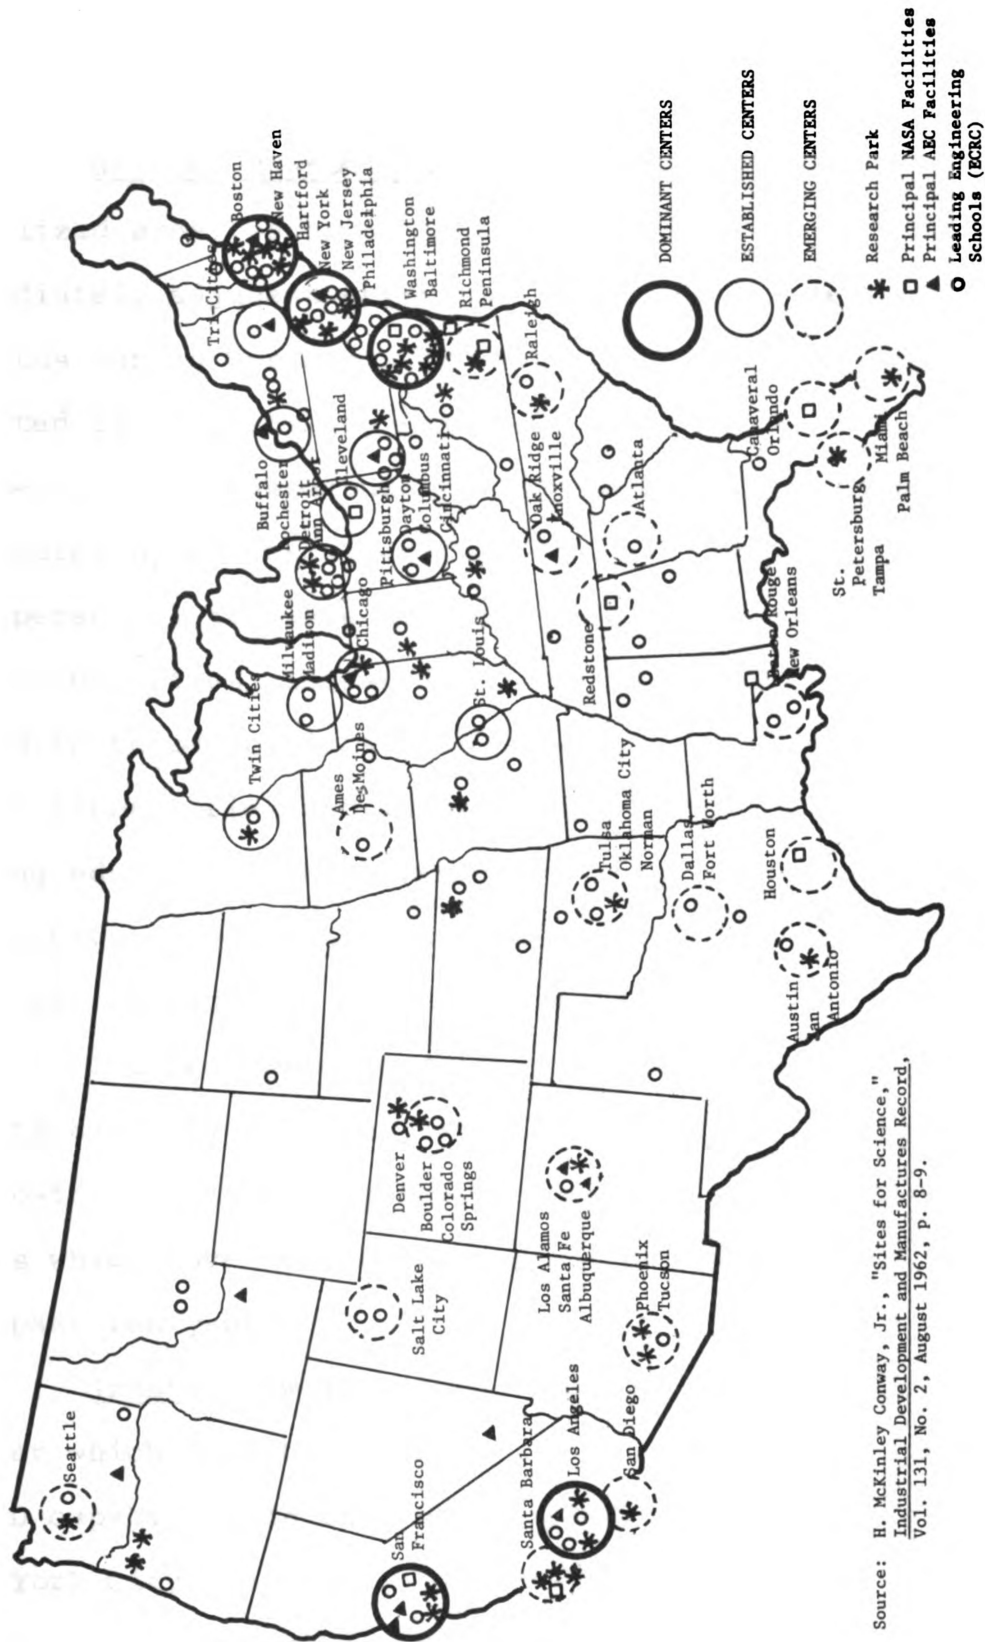 Seattle
San
Francisco
Santa Barbara
Los Angeles
San Diego
Salt Lake
City
Phoenix
Tucson
Los Alamos
Santa Fe
Albuquerque
Denver
Boulder
Colorado
Springs
Austin
San
Antonio
Houston
Dallas
Fort Worth
Tulsa
Oklahoma City
Norman
Ames
Des Moines
Twin Cities
Milwaukee
Madison
Chicago
St. Louis
Redstone
Baton Rouge
New Orleans
Detroit
Ann Arbor
Buffalo
Rochester
Cleveland
Pittsburgh
Dayton
Columbus
Cincinnati
Oak Ridge
Knoxville
Atlanta
Tri-Cities
Boston
New Haven
Hartford
New York
New Jersey
Philadelphia
Washington
Baltimore
Richmond
Peninsula
Raleigh
Canaveral
Orlando
St.
Petersburg
Tampa
Miami
Palm Beach
DOMINANT CENTERS
ESTABLISHED CENTERS
EMERGING CENTERS
Research Park
Principal NASA Facilities
Principal AEC Facilities
Leading Engineering
Schools (ECRC)
Source: H. McKinley Conway, Jr., "Sites for Science,"
Industrial Development and Manufactures Record,
Vol. 131, No. 2, August 1962, p. 8-9.